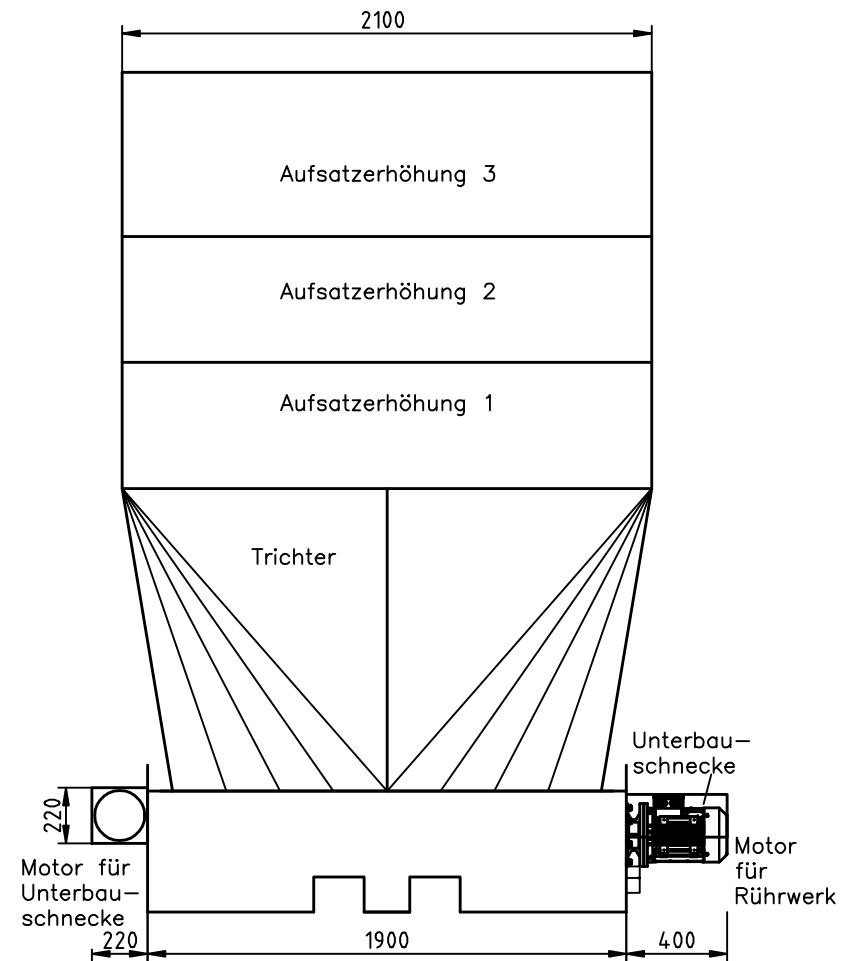 2100
Aufsatzerhöhung 3
Aufsatzerhöhung 2
Aufsatzerhöhung 1
Trichter
Unterbau–
schnecke
220
Motor für
Unterbau–
schnecke
Motor
für
Rührwerk
220
1900
400